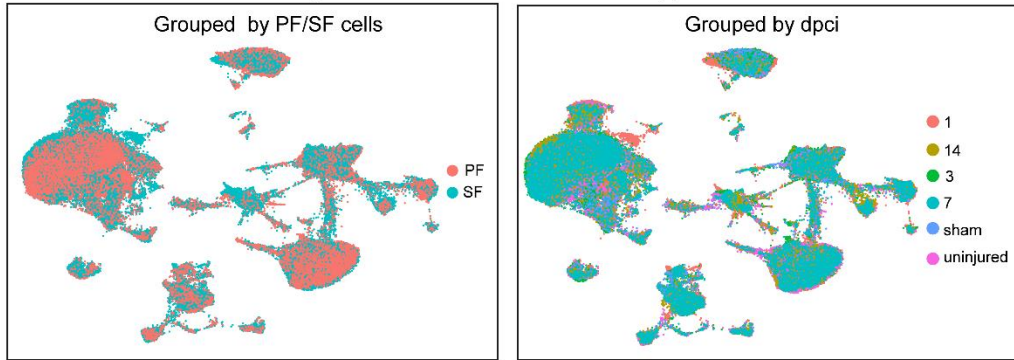 Grouped by PF/SF cells
PF
SF
Grouped by dpci
1
14
3
7
sham
uninjured